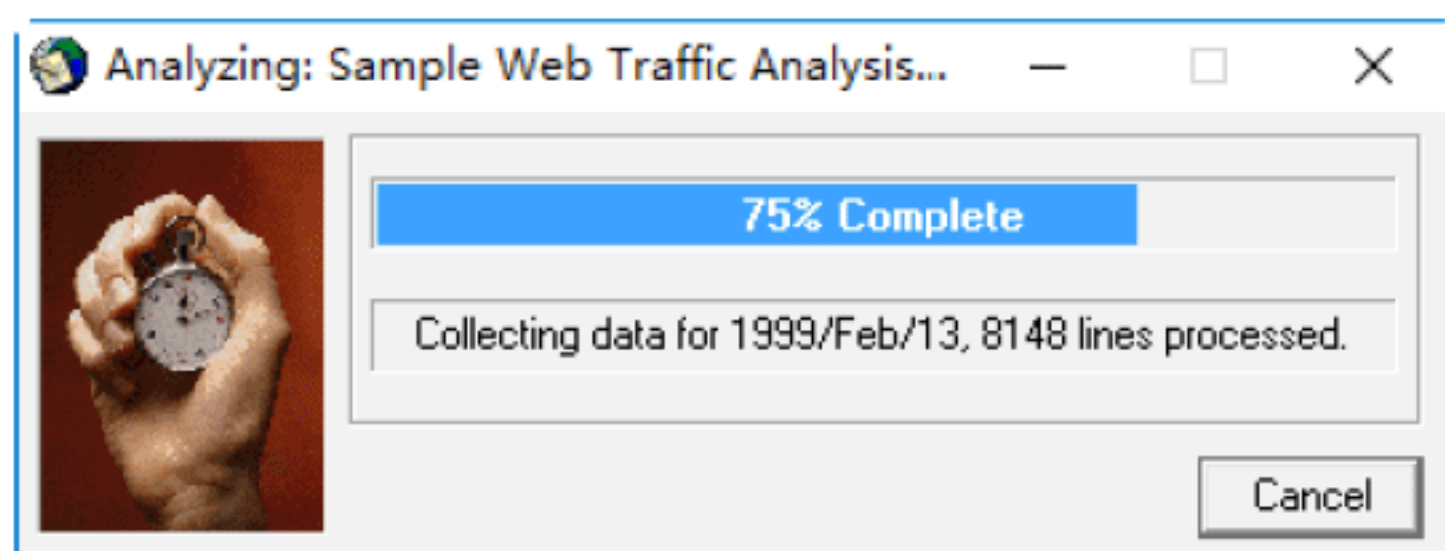 Analyzing: Sample Web Traffic Analysis...
75% Complete
Collecting data for 1999/Feb/13, 8148 lines processed.
Cancel